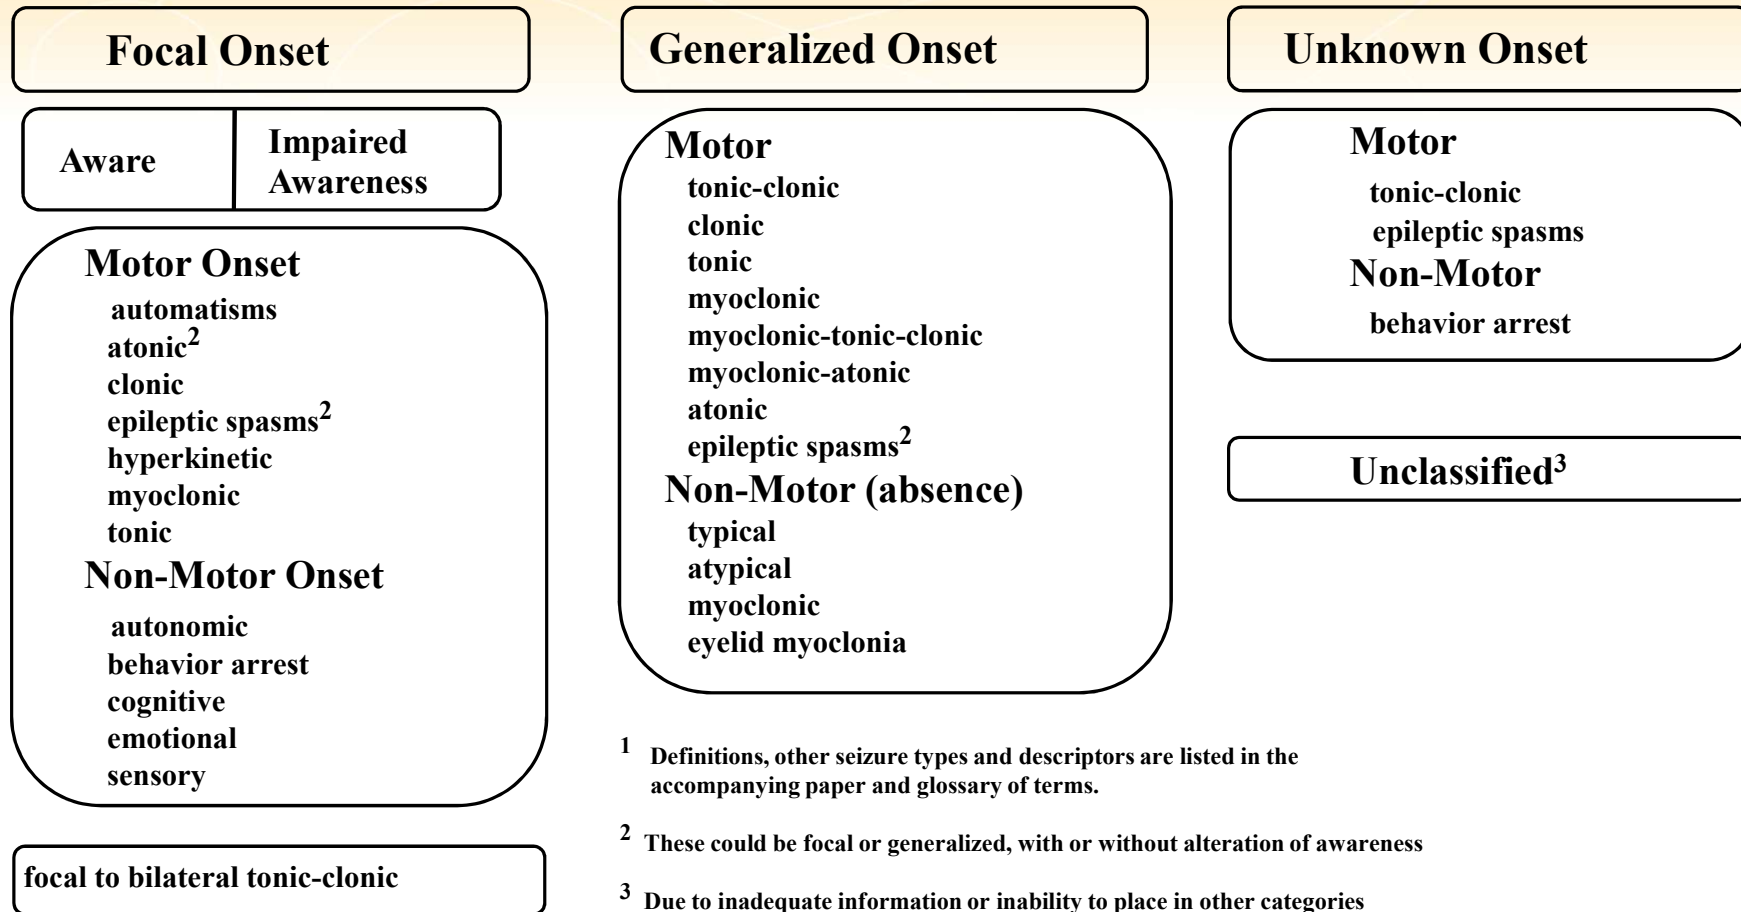 Focal Onset
Aware
Impaired
Awareness
Motor Onset
automatisms
atonic²
clonic
epileptic spasms²
hyperkinetic
myoclonic
tonic
Non-Motor Onset
autonomic
behavior arrest
cognitive
emotional
sensory
focal to bilateral tonic-clonic
Generalized Onset
Motor
tonic-clonic
clonic
tonic
myoclonic
myoclonic-tonic-clonic
myoclonic-atonic
atonic
epileptic spasms²
Non-Motor (absence)
typical
atypical
myoclonic
eyelid myoclonia
Unknown Onset
Motor
tonic-clonic
epileptic spasms
Non-Motor
behavior arrest
Unclassified³
¹ Definitions, other seizure types and descriptors are listed in the
accompanying paper and glossary of terms.
² These could be focal or generalized, with or without alteration of awareness
³ Due to inadequate information or inability to place in other categories